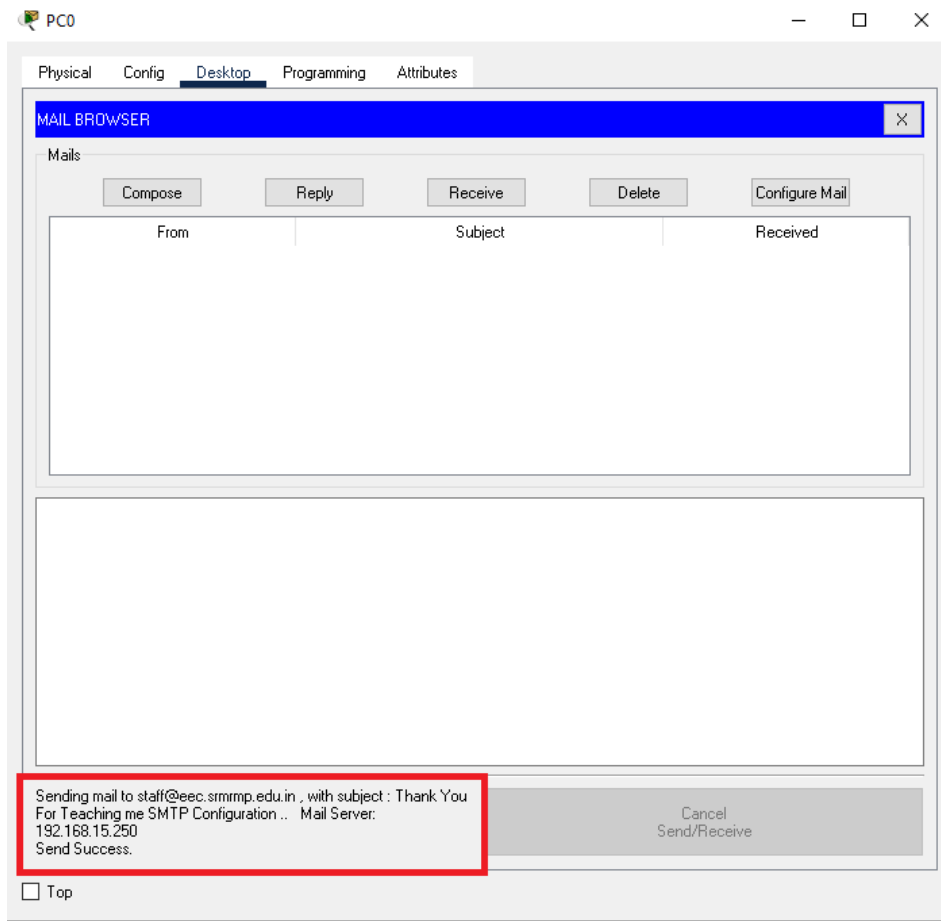 PC0
Physical Config Desktop Programming Attributes
MAIL BROWSER X
Mails
Compose Reply Receive Delete Configure Mail
From Subject Received
Sending mail to staff@eec.srmrmp.edu.in , with subject : Thank You
For Teaching me SMTP Configuration .. Mail Server:
192.168.15.250
Send Success.
Cancel
Send/Receive
Top